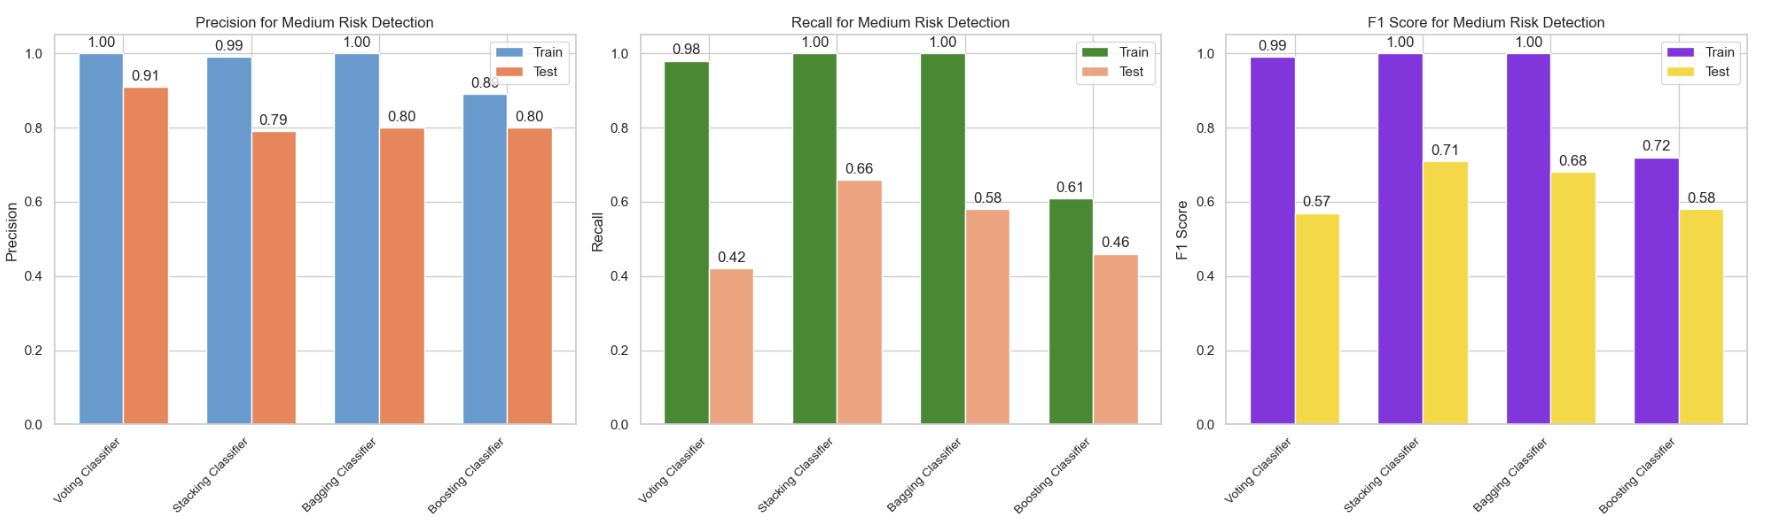 Precision for Medium Risk Detection
Precision
1.0
0.8
0.6
0.4
0.2
0.0
1.00
0.91
0.99
0.79
1.00
0.80
0.89
0.80
Train
Test
Voting Classifier
Stacking Classifier
Bagging Classifier
Boosting Classifier
Recall for Medium Risk Detection
Recall
1.0
0.8
0.6
0.4
0.2
0.0
0.98
0.42
1.00
0.66
1.00
0.58
0.61
0.46
Train
Test
Voting Classifier
Stacking Classifier
Bagging Classifier
Boosting Classifier
F1 Score for Medium Risk Detection
F1 Score
1.0
0.8
0.6
0.4
0.2
0.0
0.99
0.57
1.00
0.71
1.00
0.68
0.72
0.58
Train
Test
Voting Classifier
Stacking Classifier
Bagging Classifier
Boosting Classifier